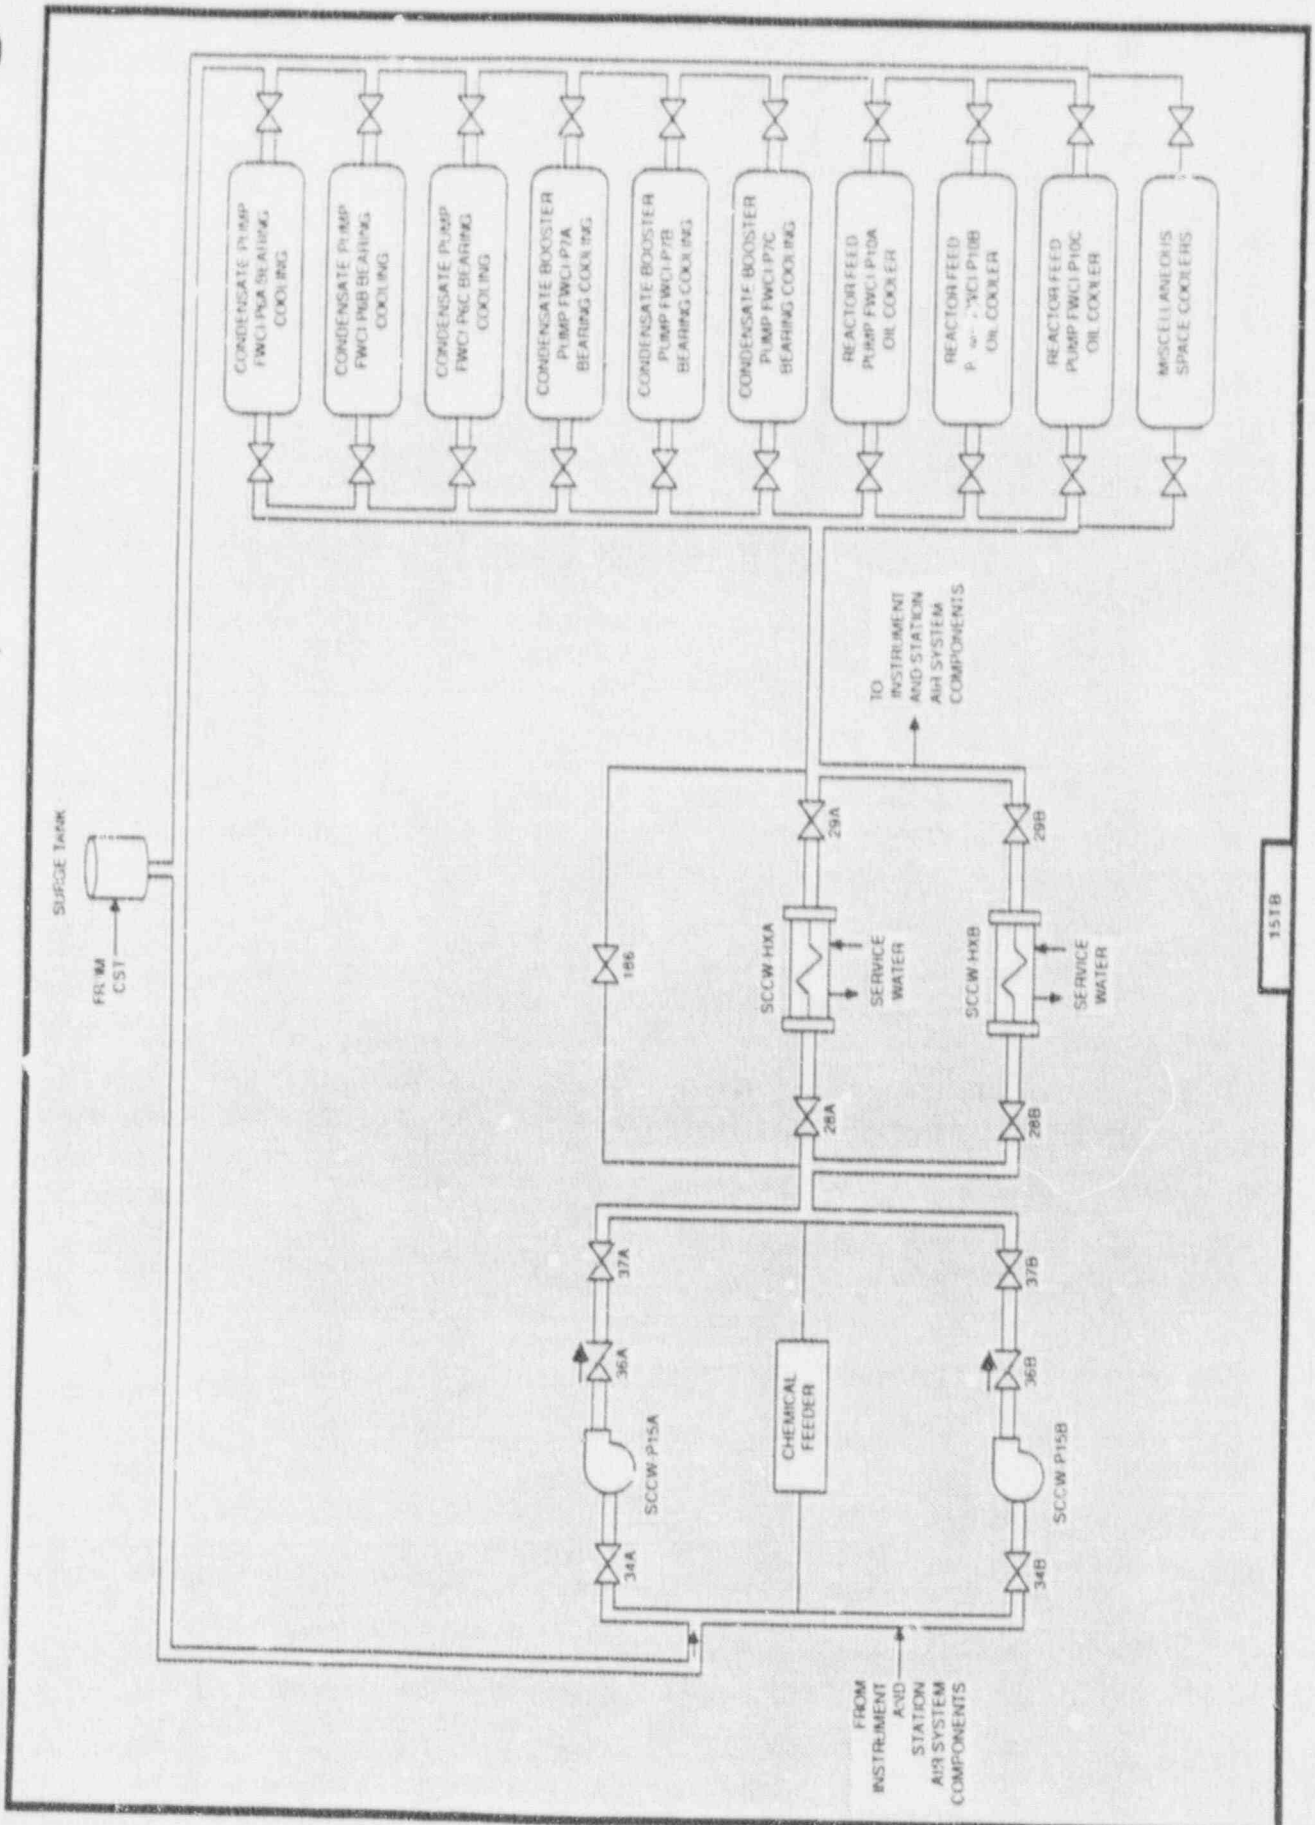 SURGE TANK
FROM
CST
CONDENSATE PUMP
FWCI-P6A BEARING
COOLING
CONDENSATE PUMP
FWCI-P6B BEARING
COOLING
CONDENSATE PUMP
FWCI-P6C BEARING
COOLING
CONDENSATE BOOSTER
PUMP FWCI-P7A
BEARING COOLING
CONDENSATE BOOSTER
PUMP FWCI-P7B
BEARING COOLING
CONDENSATE BOOSTER
PUMP FWCI-P7C
BEARING COOLING
REACTOR FEED
PUMP FWCI-P10A
OIL COOLER
REACTOR FEED
WCI-P10B
OIL COOLER
REACTOR FEED
PUMP FWCI-P10C
OIL COOLER
MISCELLANEOUS
SPACE COOLERS
TO
INSTRUMENT
AND STATION
AIR SYSTEM
COMPONENTS
186
29A
29B
SCCW-HXA
SERVICE
WATER
SCCW-HXB
SERVICE
WATER
28A
28B
37A
37B
36A
36B
SCCW-P15A
CHEMICAL
FEEDER
SCCW-P15B
34A
34B
FROM
INSTRUMENT
AND
STATION
AIR SYSTEM
COMPONENTS
151B